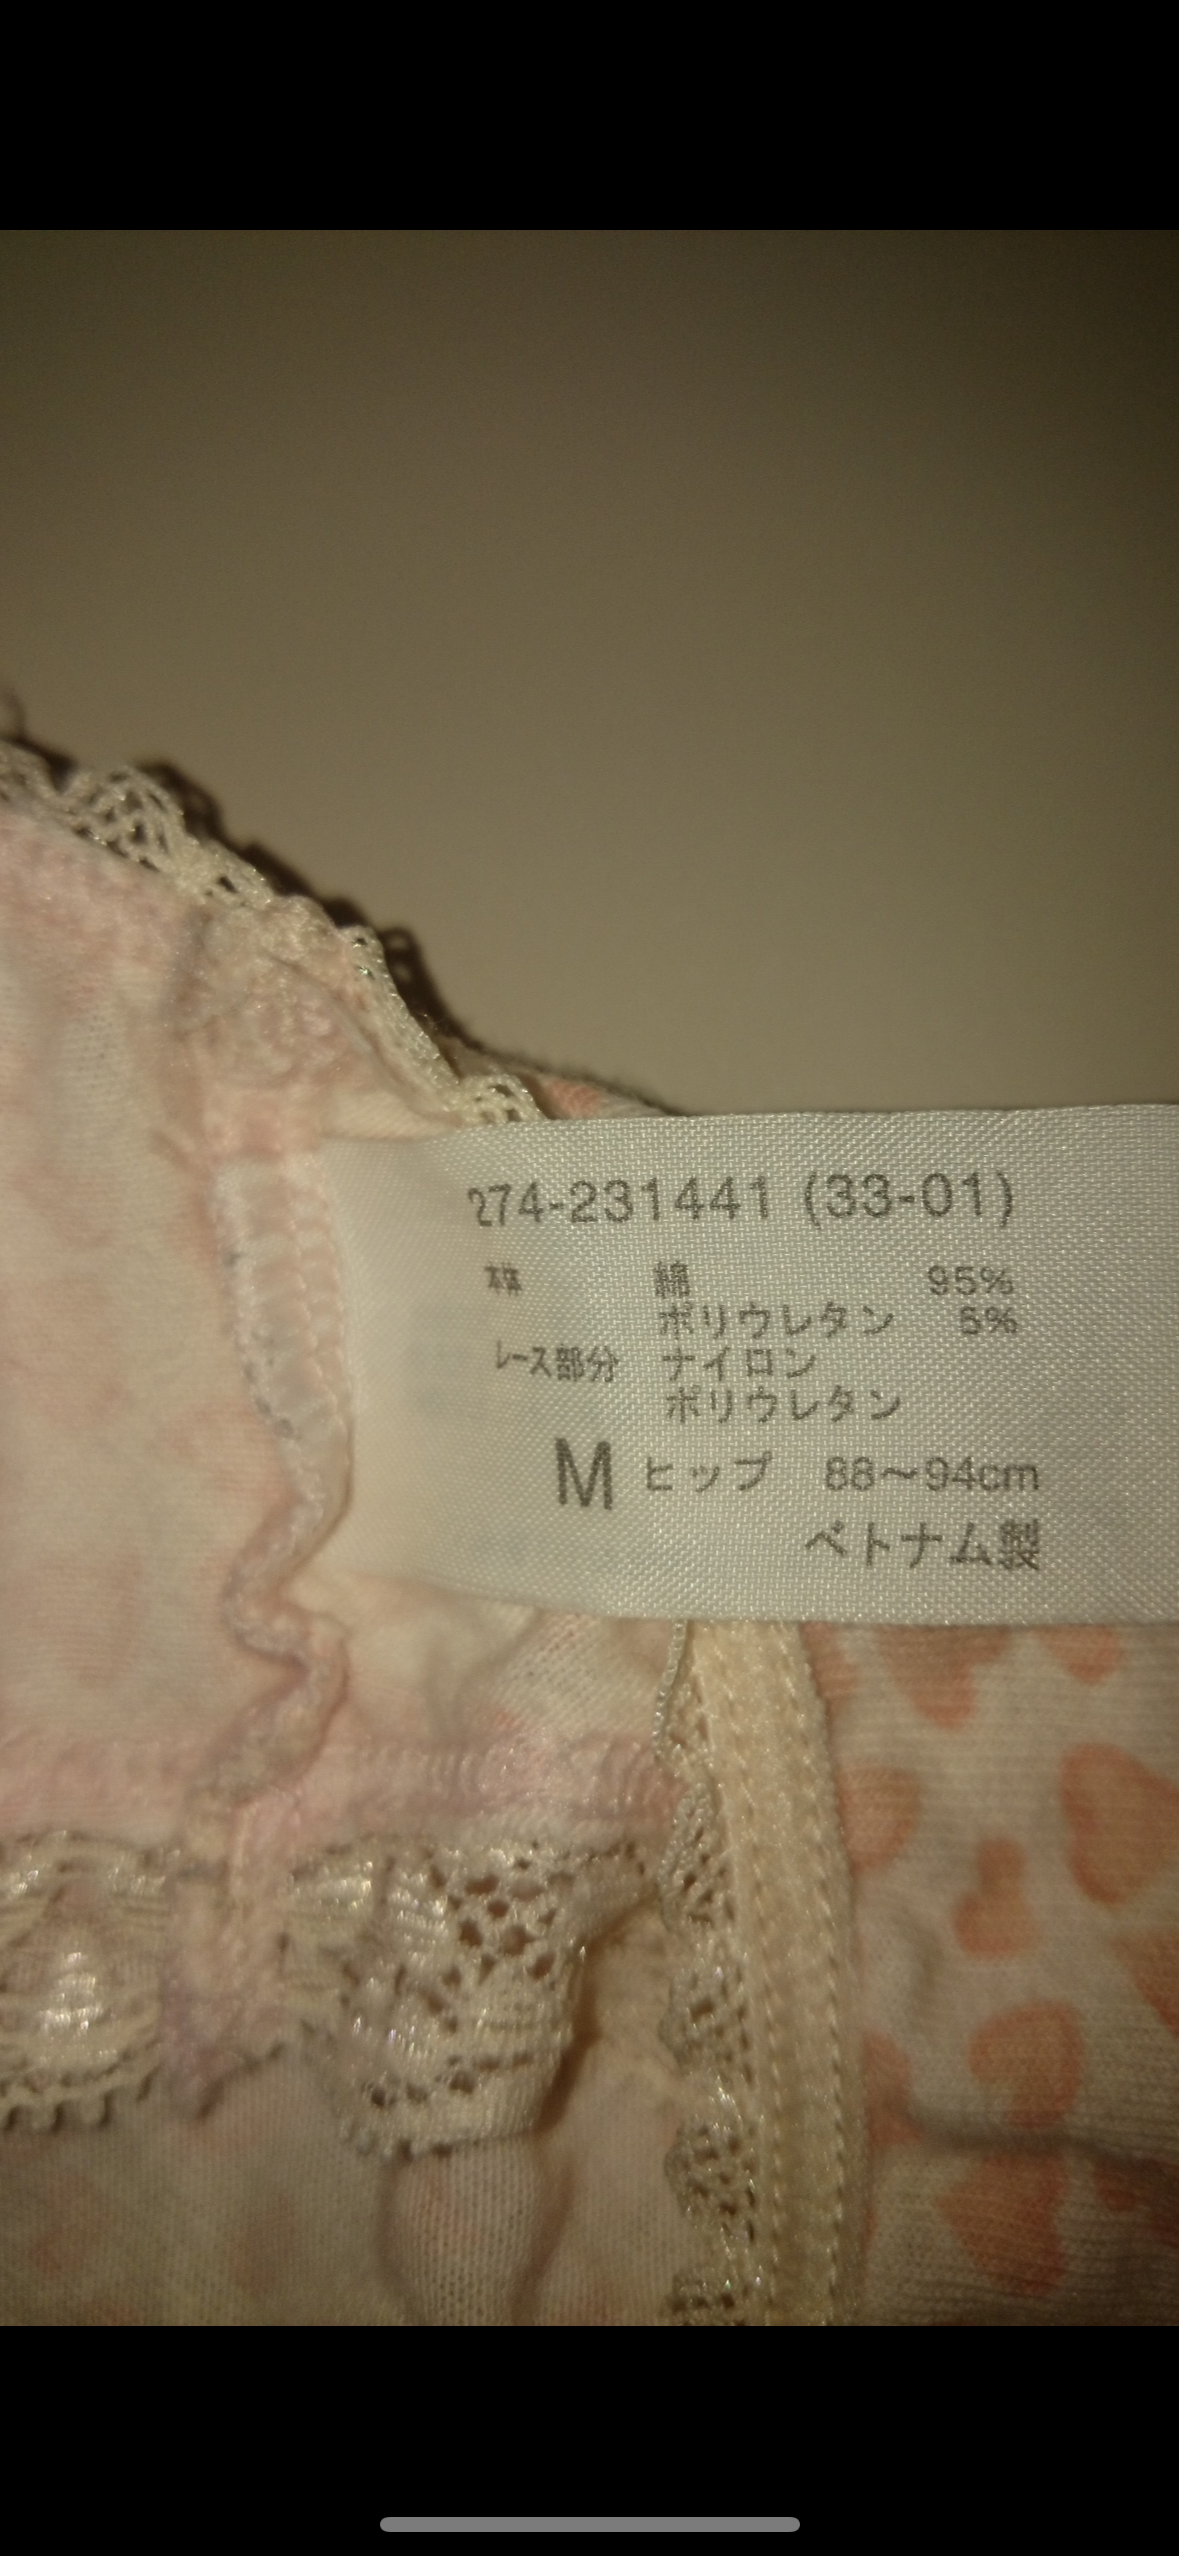 274-231441 (33-01)
本体 綿 95%
ポリウレタン 5%
レース部分 ナイロン
ポリウレタン
M ヒップ 88～94cm
ベトナム製